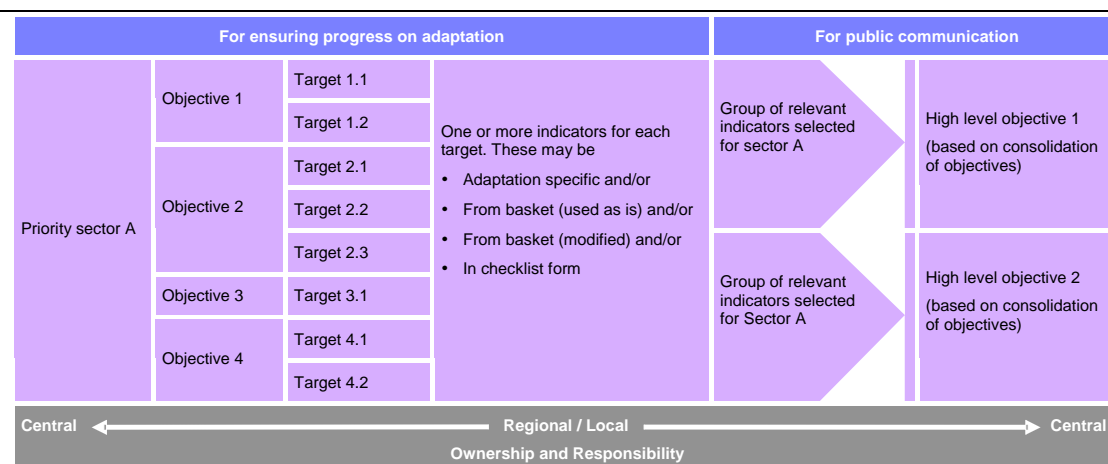 For ensuring progress on adaptation
For public communication
Priority sector A
Objective 1
Target 1.1
Target 1.2
Objective 2
Target 2.1
Target 2.2
Target 2.3
Objective 3
Target 3.1
Objective 4
Target 4.1
Target 4.2
One or more indicators for each
target. These may be
• Adaptation specific and/or
• From basket (used as is) and/or
• From basket (modified) and/or
• In checklist form
Group of relevant
indicators selected
for sector A
High level objective 1
(based on consolidation
of objectives)
Group of relevant
indicators selected
for Sector A
High level objective 2
(based on consolidation
of objectives)
Central Regional / Local Central
Ownership and Responsibility